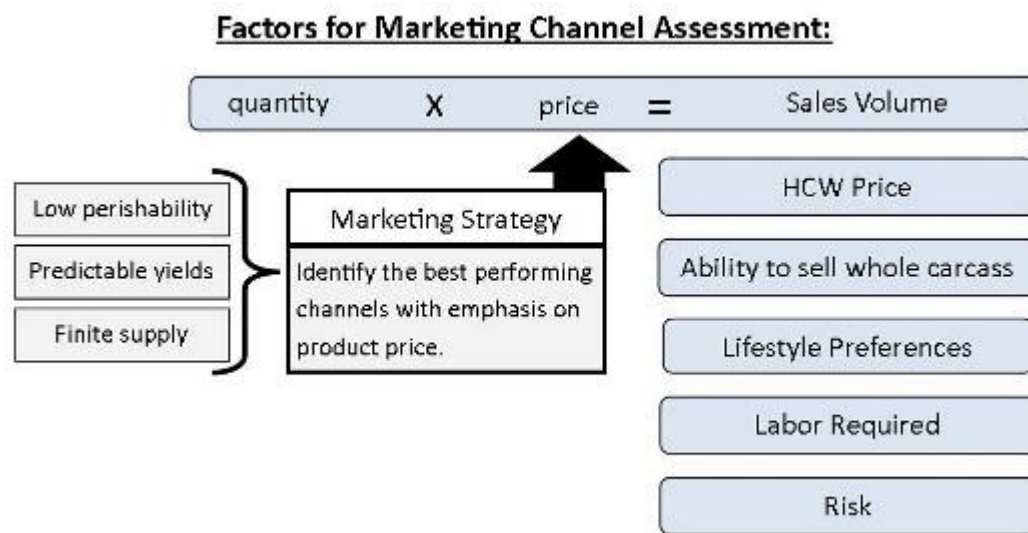 Factors for Marketing Channel Assessment:
quantity X price = Sales Volume
Low perishability
Predictable yields
Finite supply
Marketing Strategy
Identify the best performing
channels with emphasis on
product price.
HCW Price
Ability to sell whole carcass
Lifestyle Preferences
Labor Required
Risk